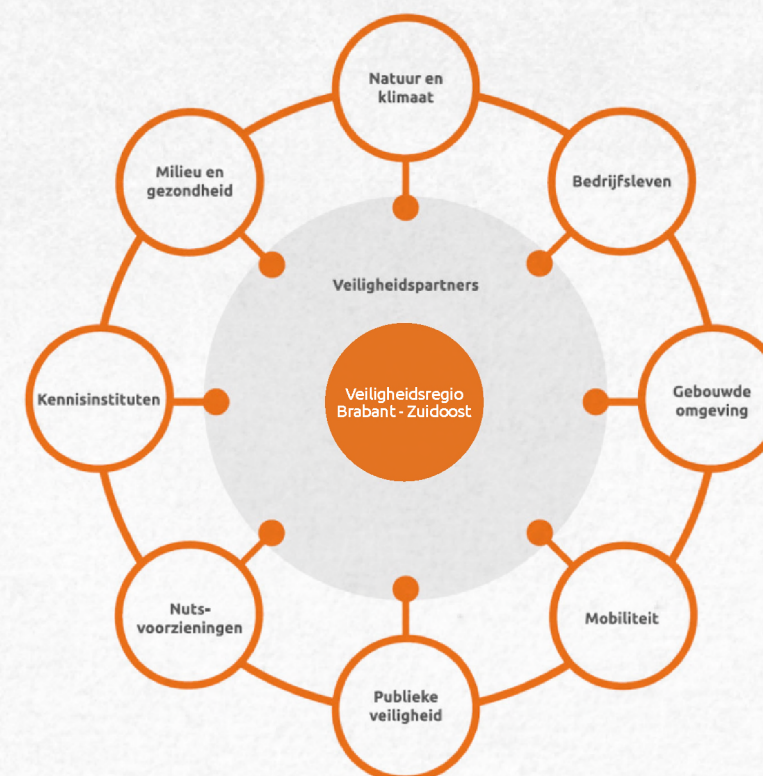 Natuur en
klimaat
Milieu en
gezondheid
Bedrijfsleven
Veiligheidspartners
Kennisinstituten
Veiligheidsregio
Brabant - Zuidoost
Gebouwde
omgeving
Nuts-
voorzieningen
Mobiliteit
Publieke
veiligheid